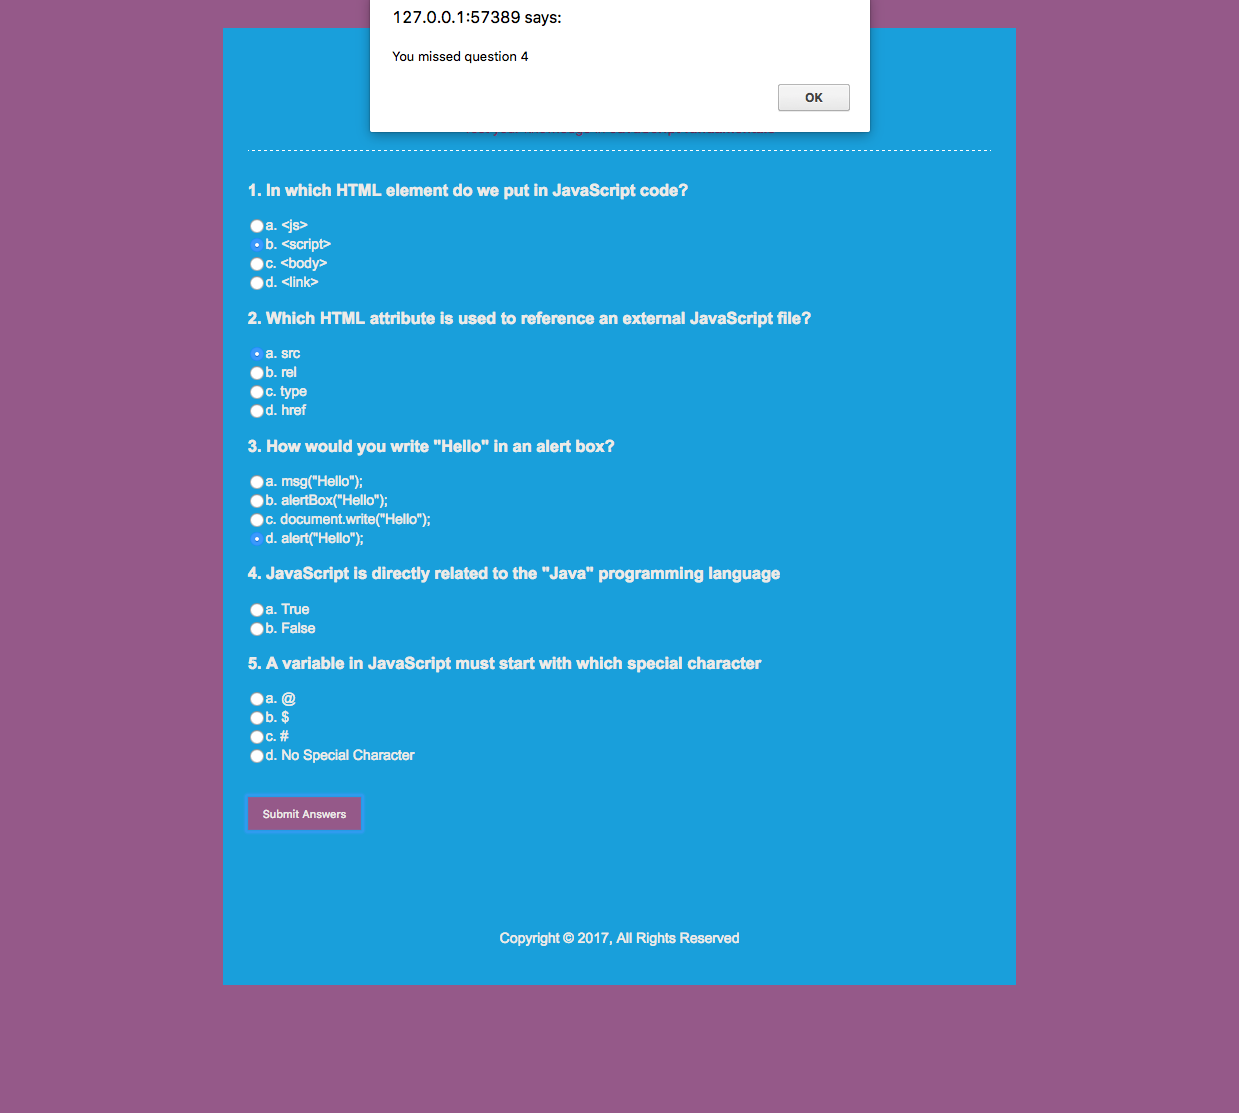 127.0.0.1:57389 says:
You missed question 4
OK
1. In which HTML element do we put in JavaScript code?
a. <js>
b. <script>
c. <body>
d. <link>
2. Which HTML attribute is used to reference an external JavaScript file?
a. src
b. rel
c. type
d. href
3. How would you write "Hello" in an alert box?
a. msg("Hello");
b. alertBox("Hello");
c. document.write("Hello");
d. alert("Hello");
4. JavaScript is directly related to the "Java" programming language
a. True
b. False
5. A variable in JavaScript must start with which special character
a. @
b. $
c. #
d. No Special Character
Submit Answers
Copyright © 2017, All Rights Reserved